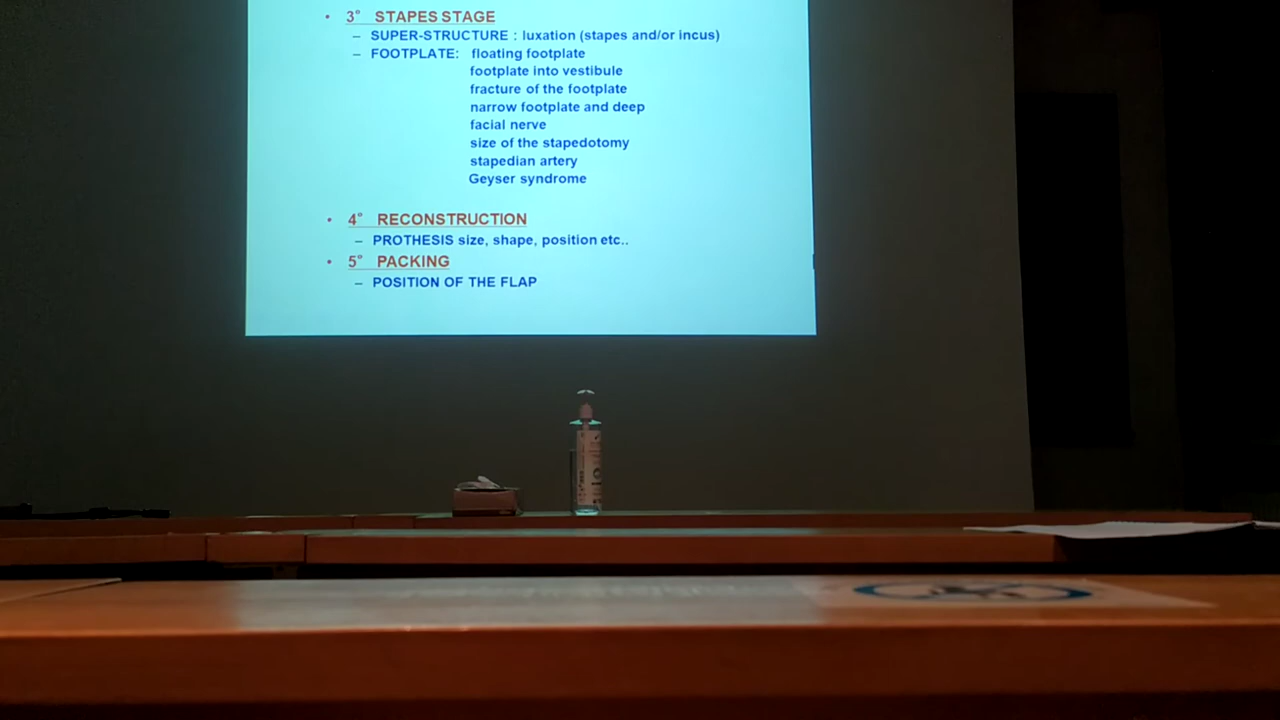 • 3° STAPES STAGE
– SUPER-STRUCTURE : luxation (stapes and/or incus)
– FOOTPLATE: floating footplate
footplate into vestibule
fracture of the footplate
narrow footplate and deep
facial nerve
size of the stapedotomy
stapedian artery
Geyser syndrome
• 4° RECONSTRUCTION
– PROTHESIS size, shape, position etc..
• 5° PACKING
– POSITION OF THE FLAP